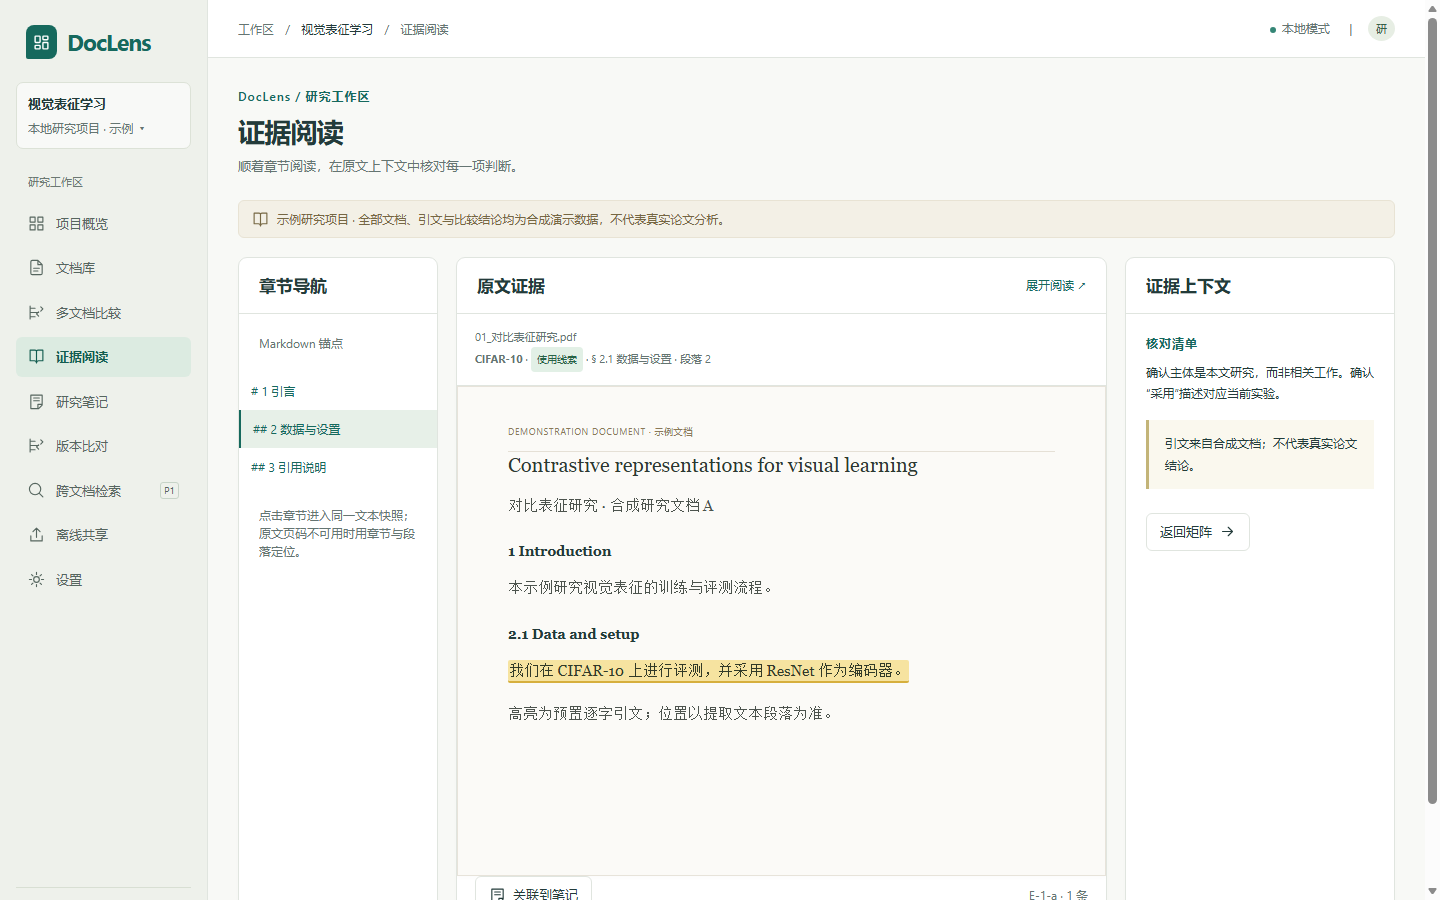 DocLens
视觉表征学习
本地研究项目 · 示例
研究工作区
项目概览
文档库
多文档比较
证据阅读
研究笔记
版本比对
跨文档检索 P1
离线共享
设置
工作区 / 视觉表征学习 / 证据阅读
本地模式 | 研
DocLens / 研究工作区
证据阅读
顺着章节阅读，在原文上下文中核对每一项判断。
示例研究项目 · 全部文档、引文与比较结论均为合成演示数据，不代表真实论文分析。
章节导航
Markdown 锚点
# 1 引言
## 2 数据与设置
## 3 引用说明
点击章节进入同一文本快照；
原文页码不可用时用章节与段
落定位。
原文证据
展开阅读 ↗
01_对比表征研究.pdf
CIFAR-10 · 使用线索 · § 2.1 数据与设置 · 段落 2
DEMONSTRATION DOCUMENT · 示例文档
Contrastive representations for visual learning
对比表征研究 · 合成研究文档 A
1 Introduction
本示例研究视觉表征的训练与评测流程。
2.1 Data and setup
我们在 CIFAR-10 上进行评测，并采用 ResNet 作为编码器。
高亮为预置逐字引文；位置以提取文本段落为准。
关联到笔记
E-1-a · 1 条
证据上下文
核对清单
确认主体是本文研究，而非相关工作。确认
“采用”描述对应当前实验。
引文来自合成文档；不代表真实论文
结论。
返回矩阵 →